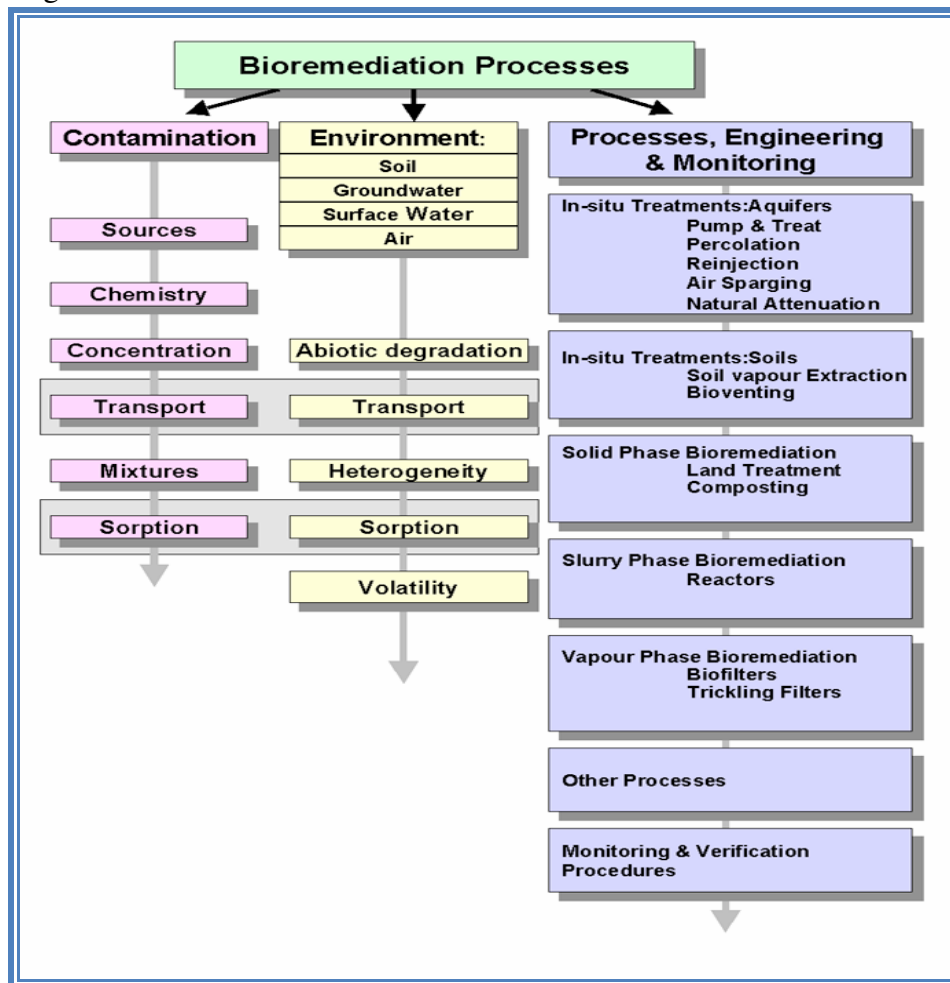 Bioremediation Processes
Contamination
Sources
Chemistry
Concentration
Transport
Mixtures
Sorption
Environment:
Soil
Groundwater
Surface Water
Air
Abiotic degradation
Transport
Heterogeneity
Sorption
Volatility
Processes, Engineering
& Monitoring
In-situ Treatments:Aquifers
Pump & Treat
Percolation
Reinjection
Air Sparging
Natural Attenuation
In-situ Treatments:Soils
Soil vapour Extraction
Bioventing
Solid Phase Bioremediation
Land Treatment
Composting
Slurry Phase Bioremediation
Reactors
Vapour Phase Bioremediation
Biofilters
Trickling Filters
Other Processes
Monitoring & Verification
Procedures